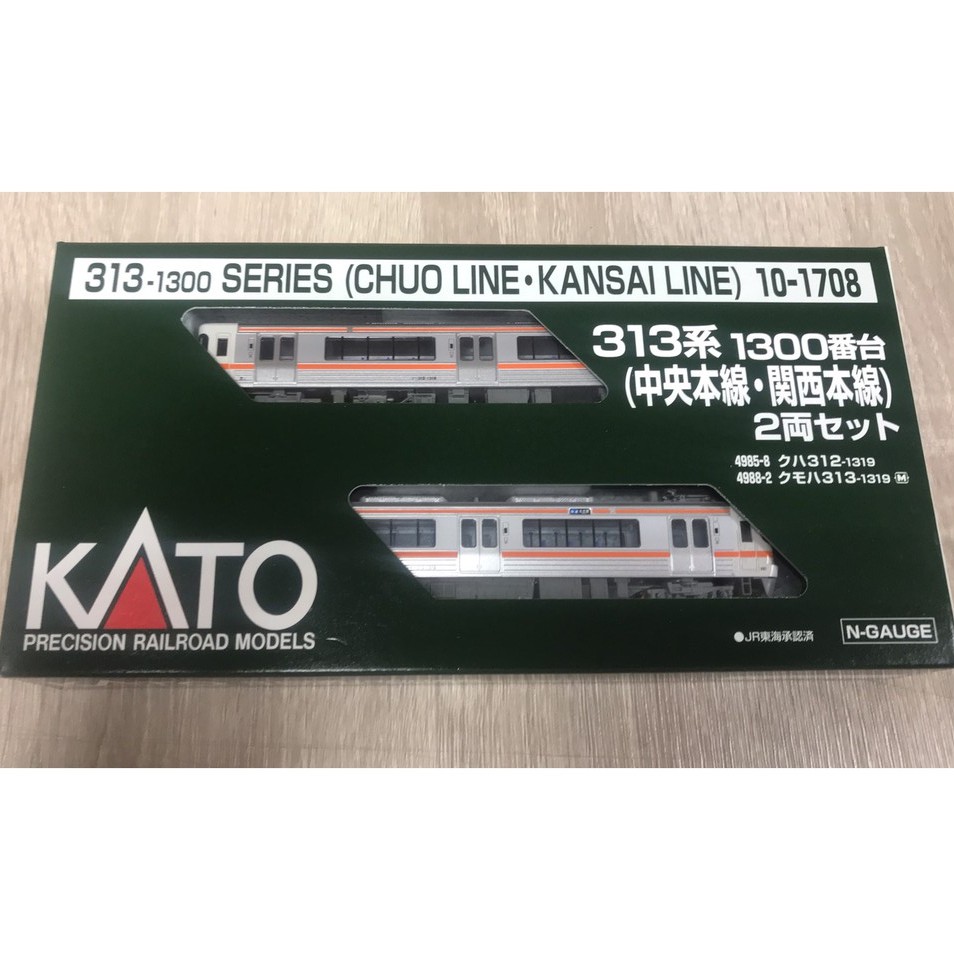 313-1300 SERIES (CHUO LINE・KANSAI LINE) 10-1708
313系 1300番台
(中央本線・関西本線)
2両セット
4985-8 クハ312-1319
4988-2 クモハ313-1319 M
KATO
PRECISION RAILROAD MODELS
●JR東海承認済
N-GAUGE